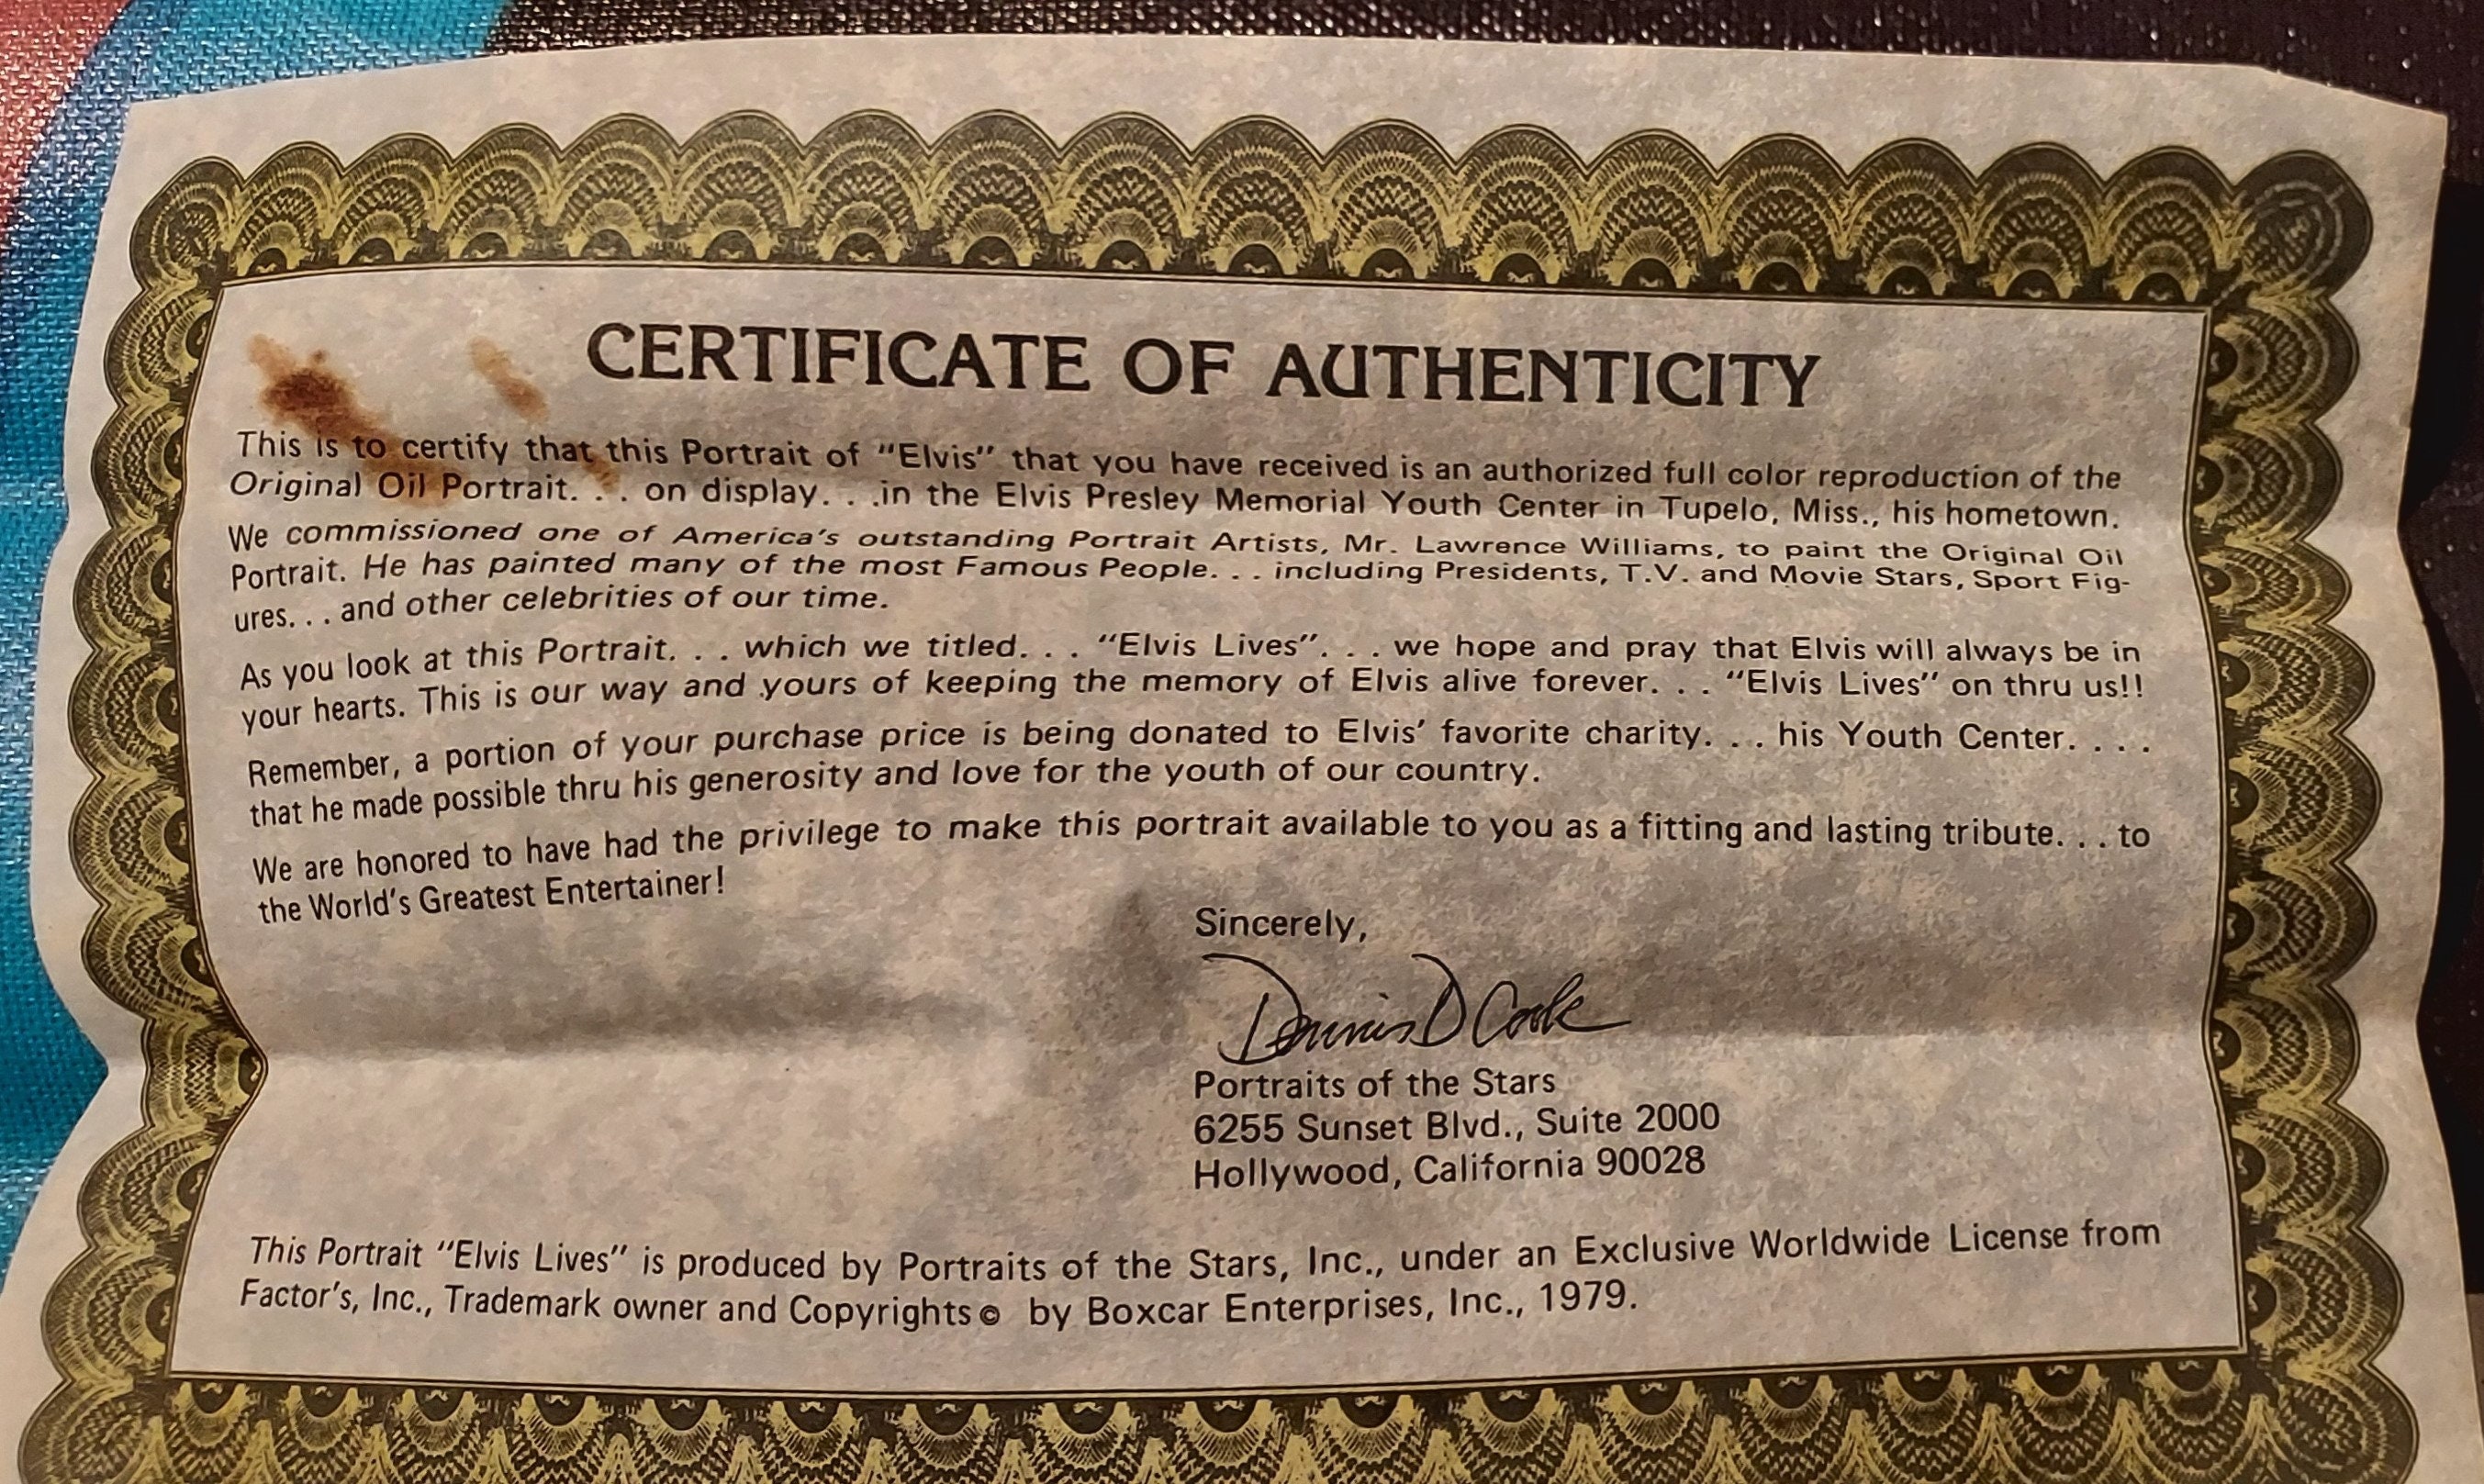 CERTIFICATE OF AUTHENTICITY
This is to certify that this Portrait of "Elvis" that you have received is an authorized full color reproduction of the
Original Oil Portrait. . . on display. . .in the Elvis Presley Memorial Youth Center in Tupelo, Miss., his hometown.
We commissioned one of America's outstanding Portrait Artists, Mr. Lawrence Williams, to paint the Original Oil
Portrait. He has painted many of the most Famous People. . . including Presidents, T.V. and Movie Stars, Sport Fig-
ures. . . and other celebrities of our time.
As you look at this Portrait. . . which we titled. . . "Elvis Lives". . . we hope and pray that Elvis will always be in
your hearts. This is our way and yours of keeping the memory of Elvis alive forever. . . "Elvis Lives" on thru us!!
Remember, a portion of your purchase price is being donated to Elvis' favorite charity. . . his Youth Center. . . .
that he made possible thru his generosity and love for the youth of our country.
We are honored to have had the privilege to make this portrait available to you as a fitting and lasting tribute. . . to
the World's Greatest Entertainer!
Sincerely,
Dennis D Cook
Portraits of the Stars
6255 Sunset Blvd., Suite 2000
Hollywood, California 90028
This Portrait "Elvis Lives" is produced by Portraits of the Stars, Inc., under an Exclusive Worldwide License from
Factor's, Inc., Trademark owner and Copyrights © by Boxcar Enterprises, Inc., 1979.